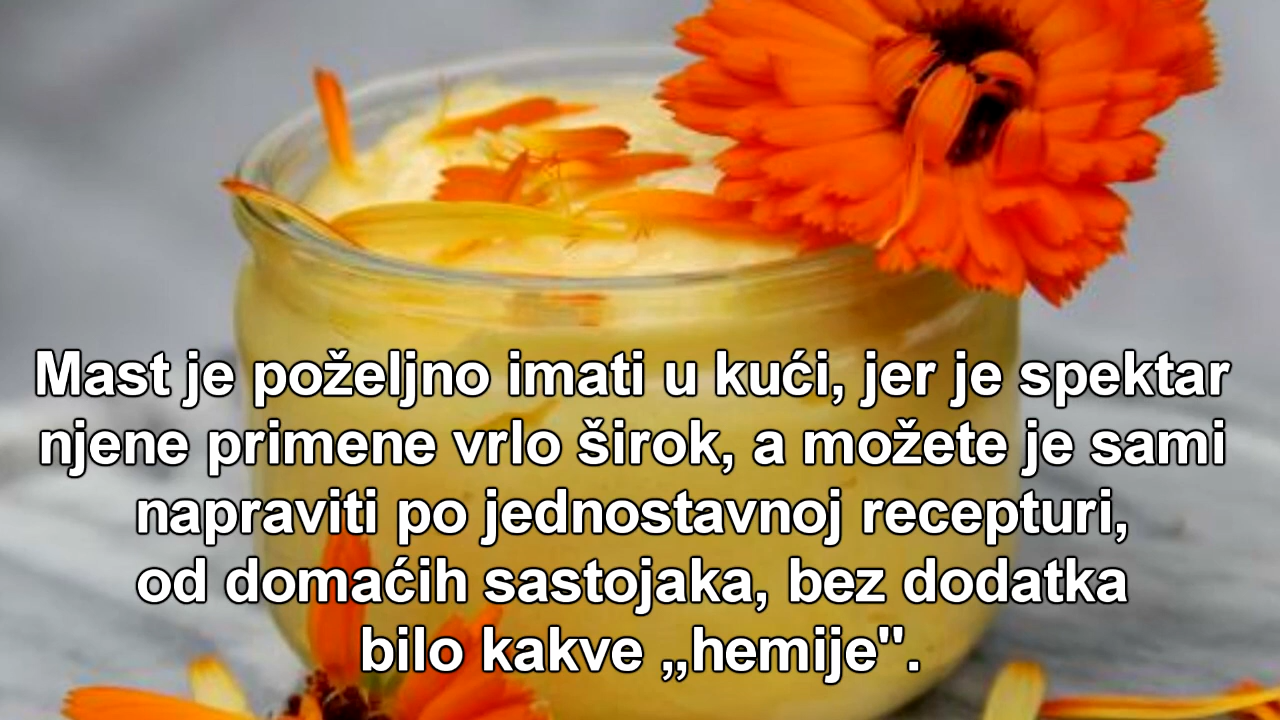 Mast je poželjno imati u kući, jer je spektar
njene primene vrlo širok, a možete je sami
napraviti po jednostavnoj recepturi,
od domaćih sastojaka, bez dodatka
bilo kakve „hemije".